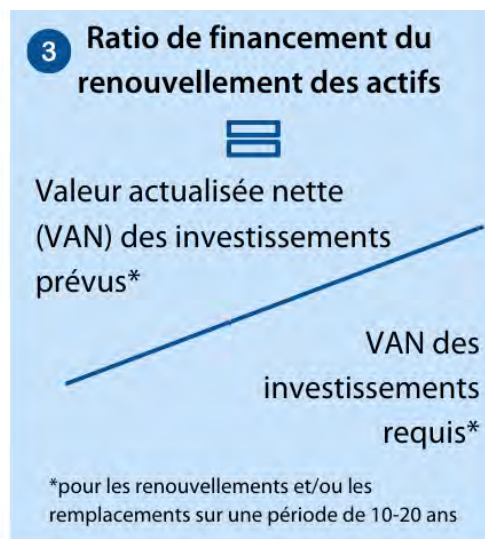 3
Ratio de financement du
renouvellement des actifs
Valeur actualisée nette
(VAN) des investissements
prévus*
VAN des
investissements
requis*
*pour les renouvellements et/ou les
remplacements sur une période de 10-20 ans